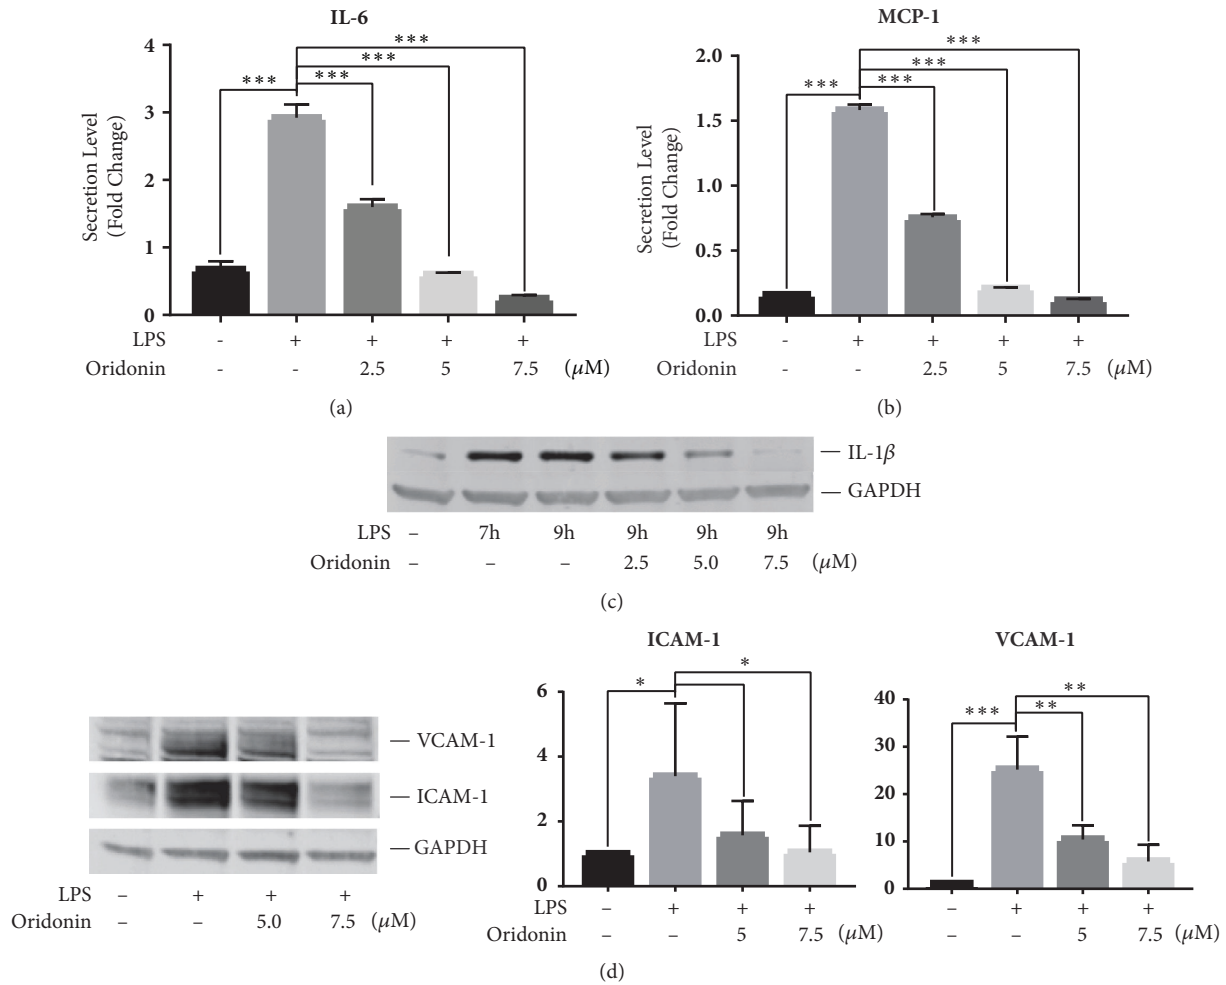 IL-6
MCP-1
Secretion Level
(Fold Change)
4
3
2
1
0
*** *** *** ***
LPS - + + + +
Oridonin - - 2.5 5 7.5 (μM)
(a)
Secretion Level
(Fold Change)
2.0
1.5
1.0
0.5
0.0
*** *** *** ***
LPS - + + + +
Oridonin - - 2.5 5 7.5 (μM)
(b)
IL-1β
GAPDH
LPS – 7h 9h 9h 9h 9h
Oridonin – – – 2.5 5.0 7.5 (μM)
(c)
VCAM-1
ICAM-1
GAPDH
LPS – + + +
Oridonin – – 5.0 7.5 (μM)
ICAM-1
6
4
2
0
* *
LPS – + + +
Oridonin – – 5 7.5 (μM)
VCAM-1
40
30
20
10
0
*** ** **
– + + +
– – 5 7.5 (μM)
(d)